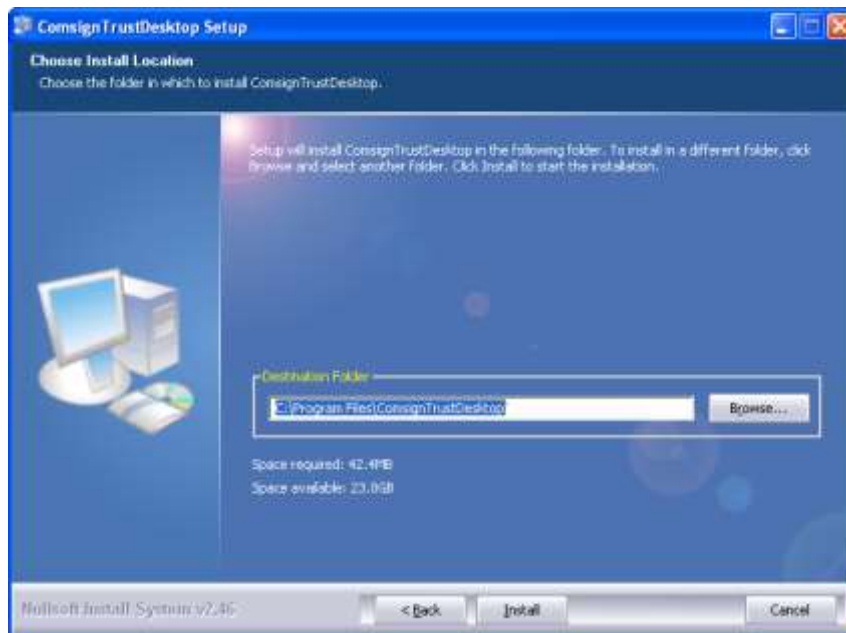 ComsignTrustDesktop Setup
Choose Install Location
Choose the folder in which to install ComsignTrustDesktop.
Setup will install ComsignTrustDesktop in the following folder. To install in a different folder, click
Browse and select another folder. Click Install to start the installation.
Destination Folder
C:\Program Files\ComsignTrustDesktop
Browse...
Space required: 42.4MB
Space available: 23.0GB
Nullsoft Install System v2.46
< Back
Install
Cancel